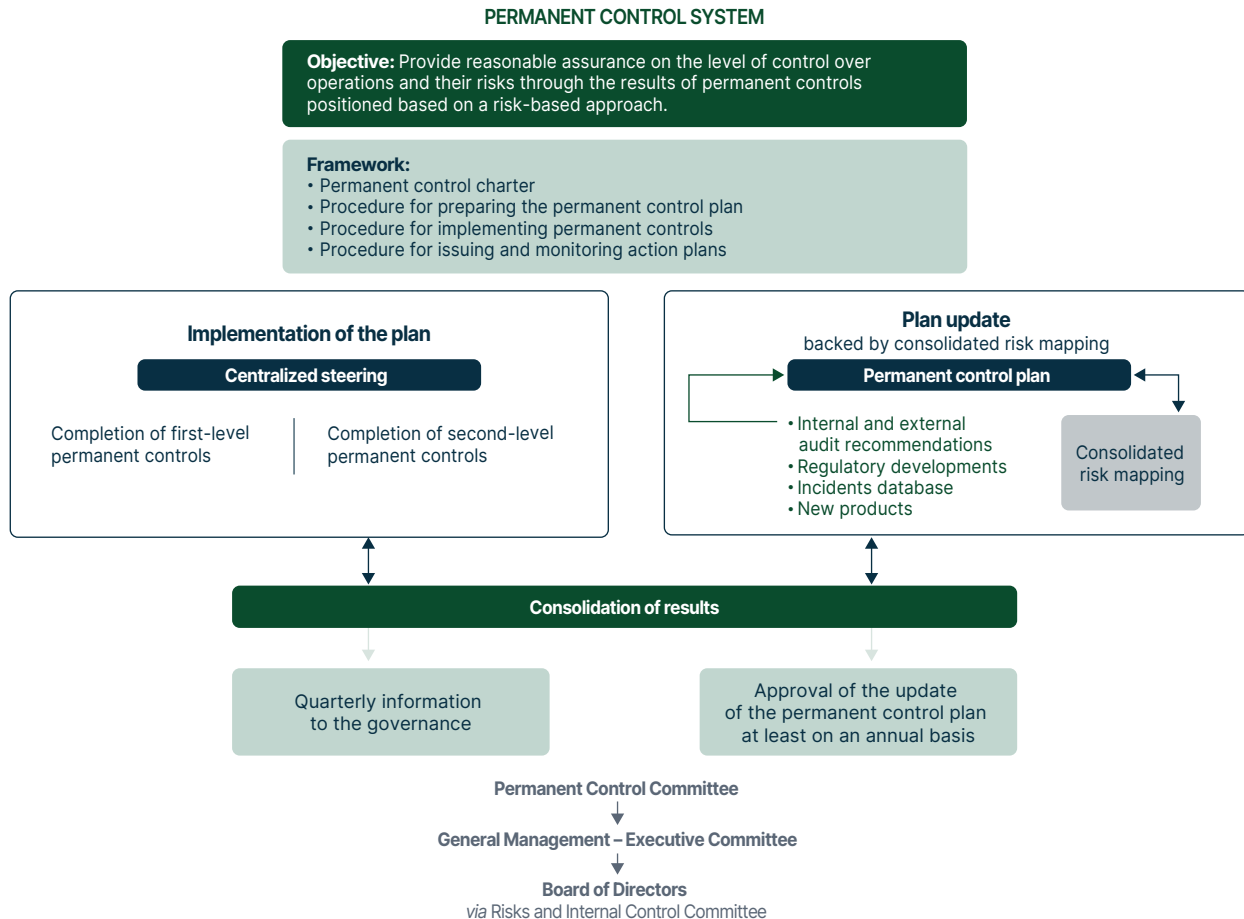 PERMANENT CONTROL SYSTEM
Objective: Provide reasonable assurance on the level of control over
operations and their risks through the results of permanent controls
positioned based on a risk-based approach.
Framework:
• Permanent control charter
• Procedure for preparing the permanent control plan
• Procedure for implementing permanent controls
• Procedure for issuing and monitoring action plans
Implementation of the plan
Centralized steering
Completion of first-level
permanent controls
Completion of second-level
permanent controls
Plan update
backed by consolidated risk mapping
Permanent control plan
• Internal and external
audit recommendations
• Regulatory developments
• Incidents database
• New products
Consolidated
risk mapping
Consolidation of results
Quarterly information
to the governance
Approval of the update
of the permanent control plan
at least on an annual basis
Permanent Control Committee
General Management – Executive Committee
Board of Directors
via Risks and Internal Control Committee